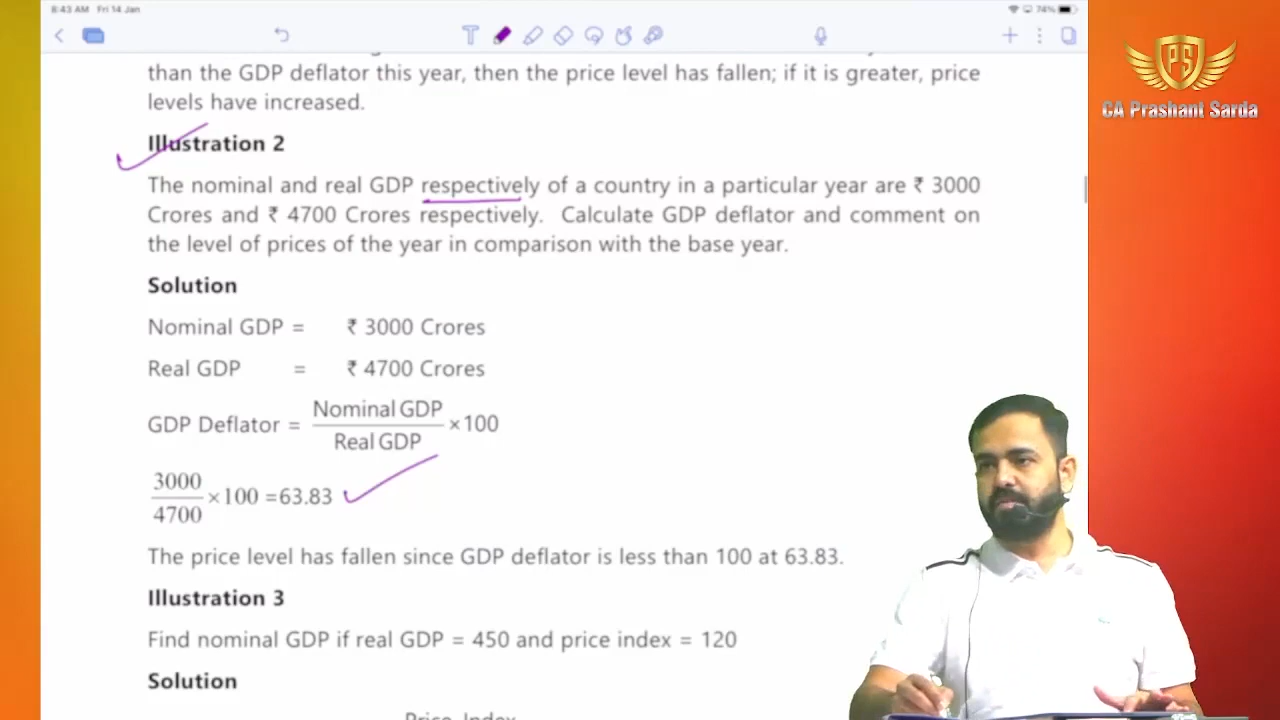 8:43 AM Fri 14 Jan
74%
than the GDP deflator this year, then the price level has fallen; if it is greater, price
levels have increased.
Illustration 2
The nominal and real GDP respectively of a country in a particular year are ₹ 3000
Crores and ₹ 4700 Crores respectively. Calculate GDP deflator and comment on
the level of prices of the year in comparison with the base year.
Solution
Nominal GDP = ₹ 3000 Crores
Real GDP = ₹ 4700 Crores
GDP Deflator = Nominal GDP / Real GDP × 100
3000 / 4700 × 100 = 63.83
The price level has fallen since GDP deflator is less than 100 at 63.83.
Illustration 3
Find nominal GDP if real GDP = 450 and price index = 120
Solution
Price Index
PS
CA Prashant Sarda